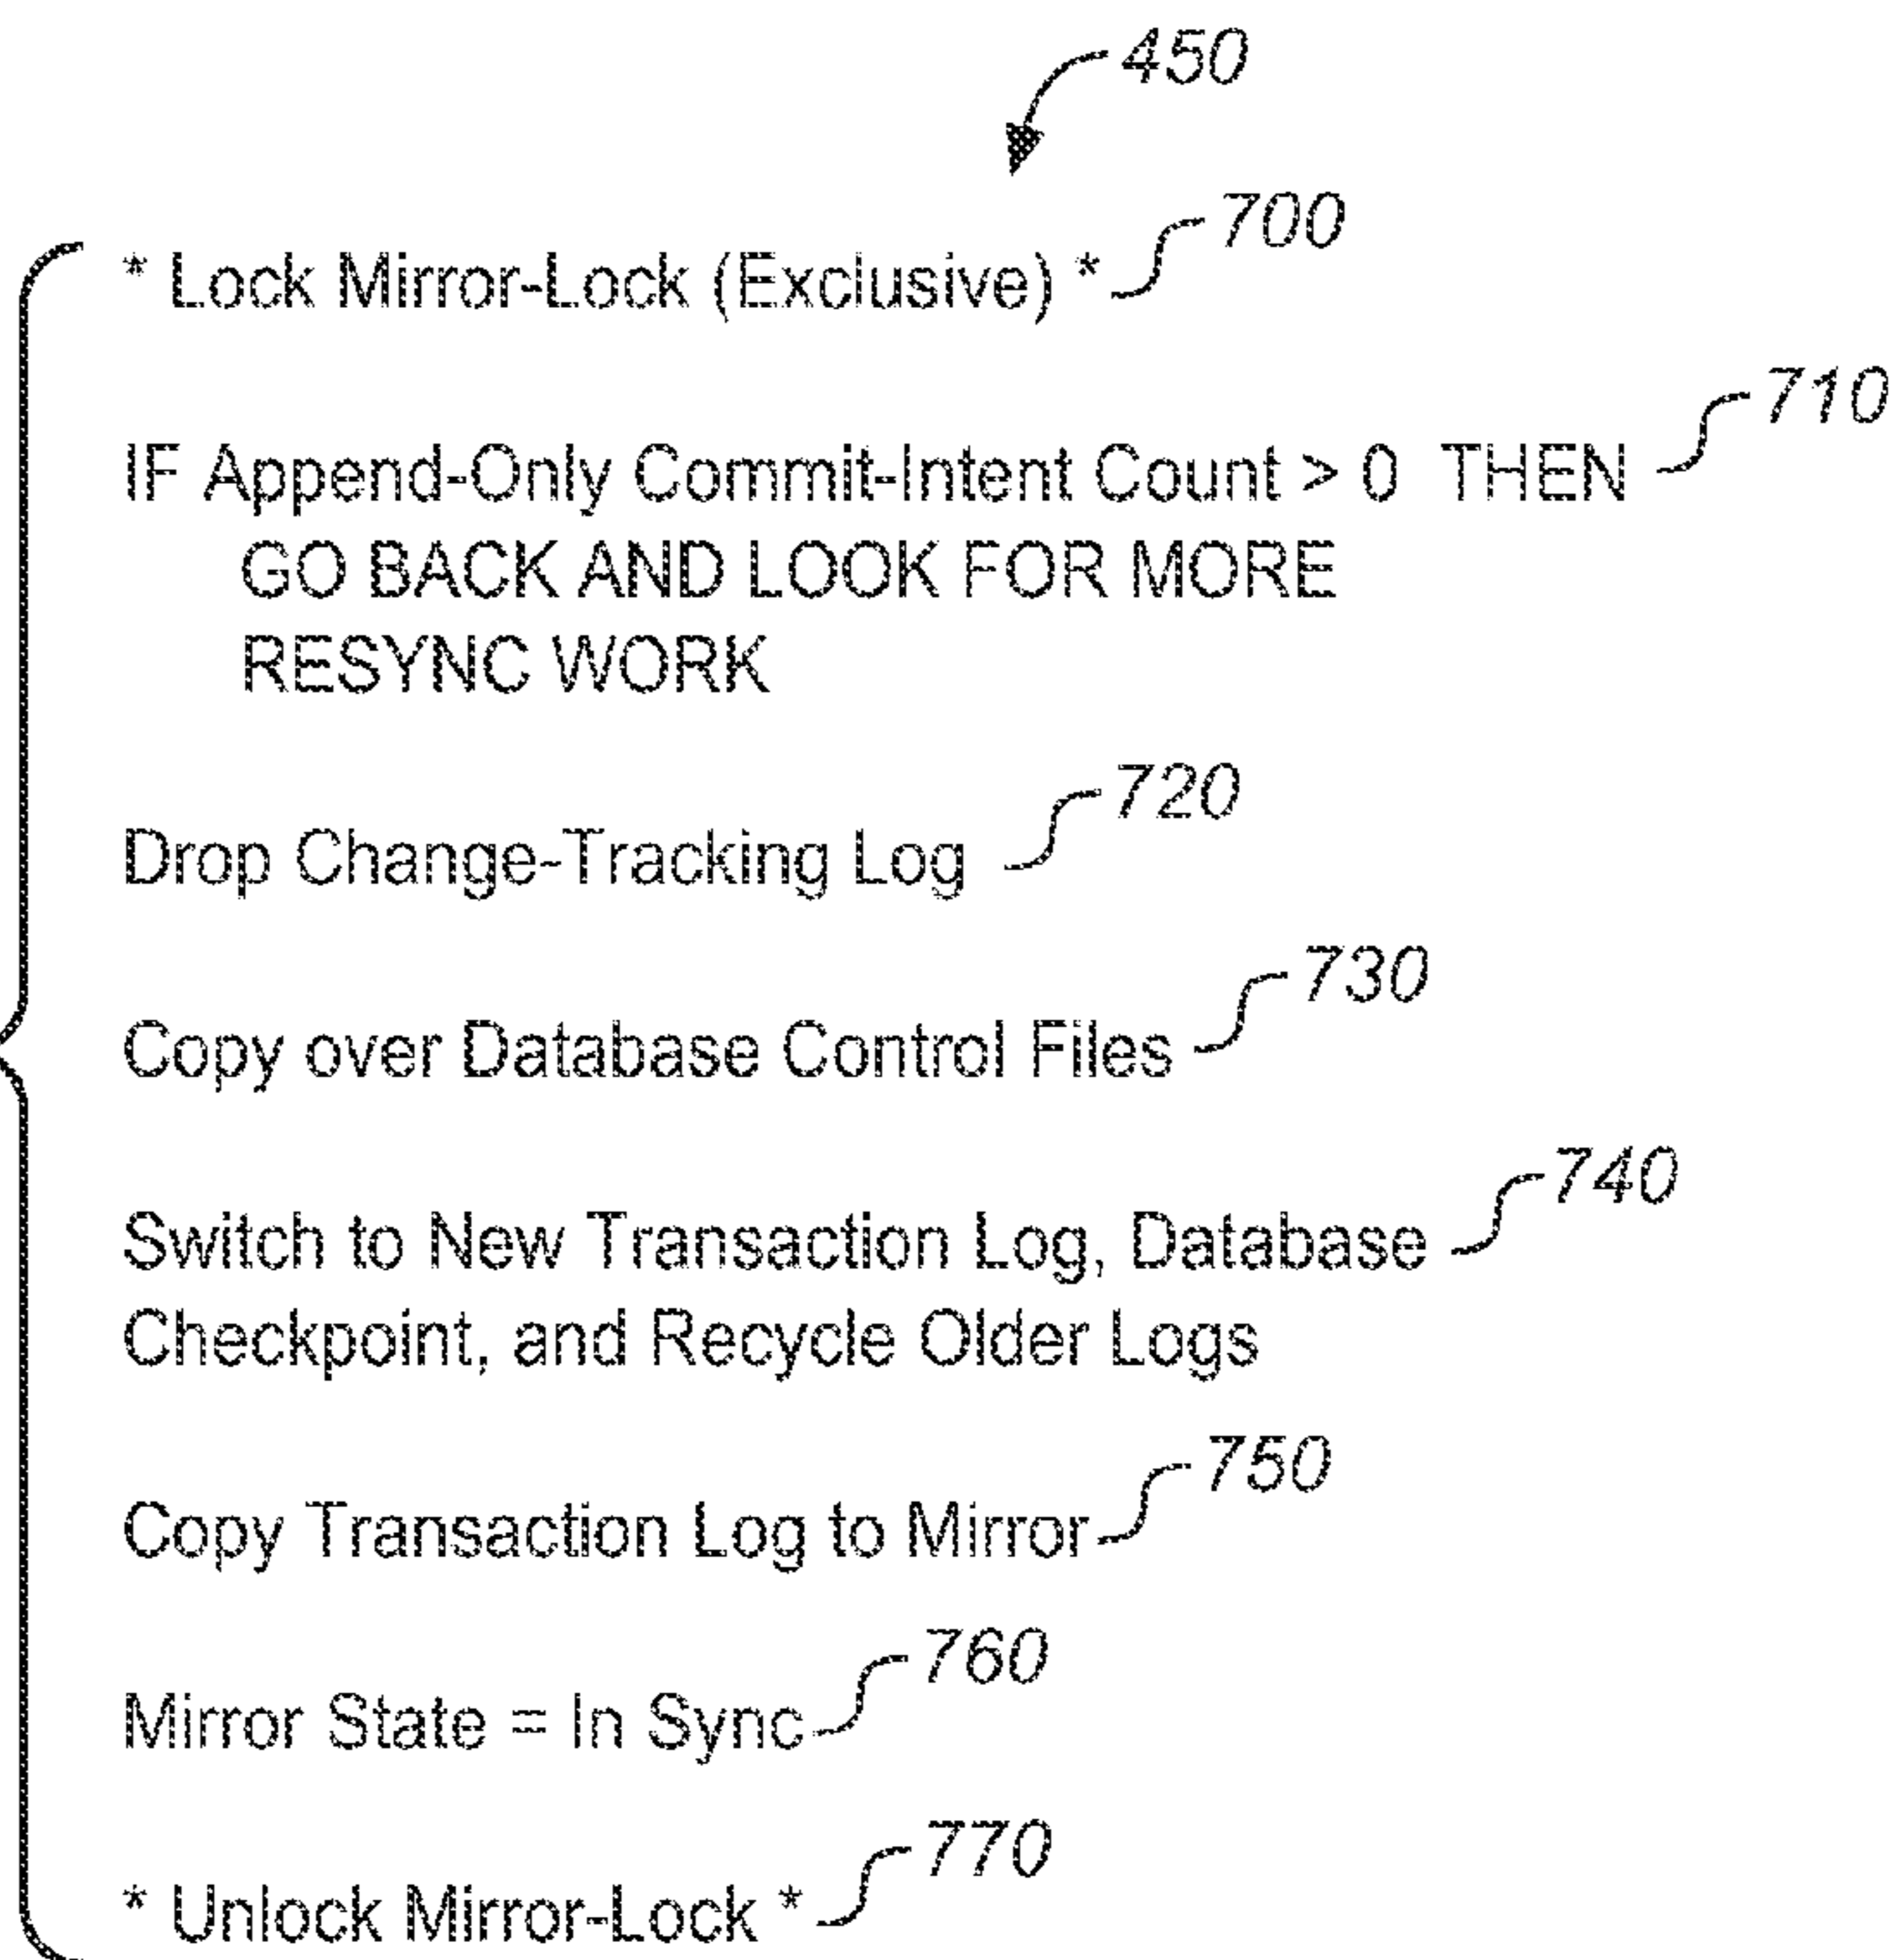 450
* Lock Mirror-Lock (Exclusive) * 700
IF Append-Only Commit-Intent Count > 0 THEN 710
GO BACK AND LOOK FOR MORE
RESYNC WORK
Drop Change-Tracking Log 720
Copy over Database Control Files 730
Switch to New Transaction Log, Database 740
Checkpoint, and Recycle Older Logs
Copy Transaction Log to Mirror 750
Mirror State = In Sync 760
* Unlock Mirror-Lock * 770